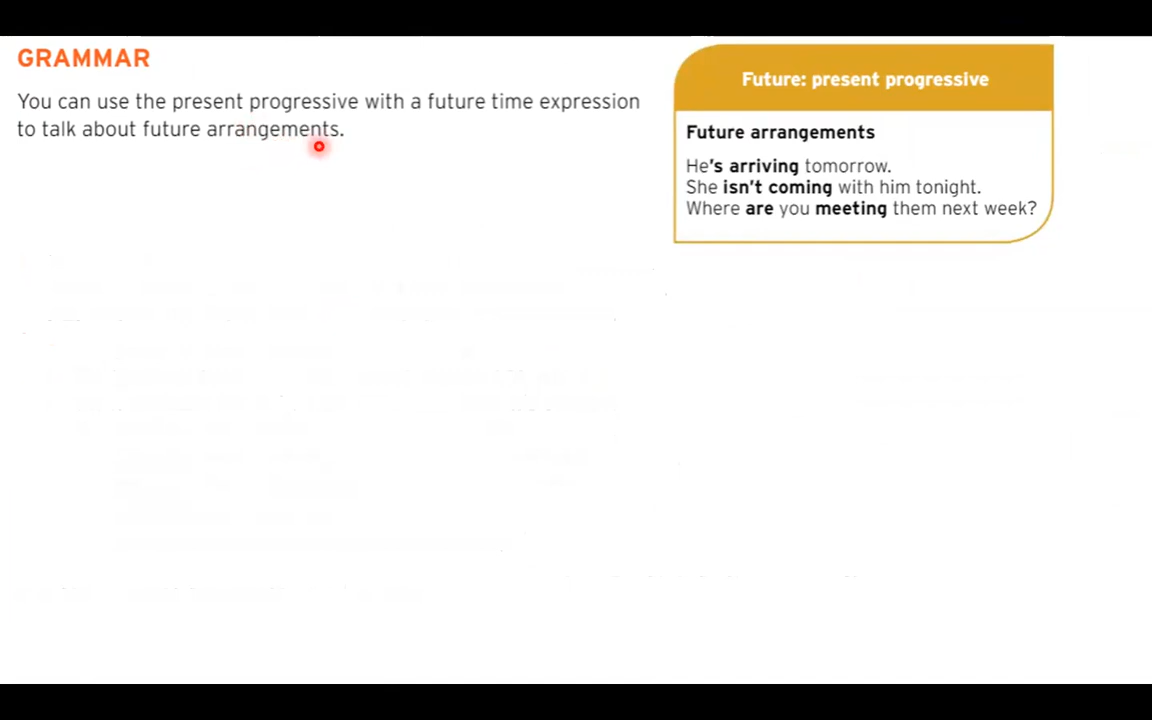 GRAMMAR
You can use the present progressive with a future time expression
to talk about future arrangements.
Future: present progressive
Future arrangements
He's arriving tomorrow.
She isn't coming with him tonight.
Where are you meeting them next week?